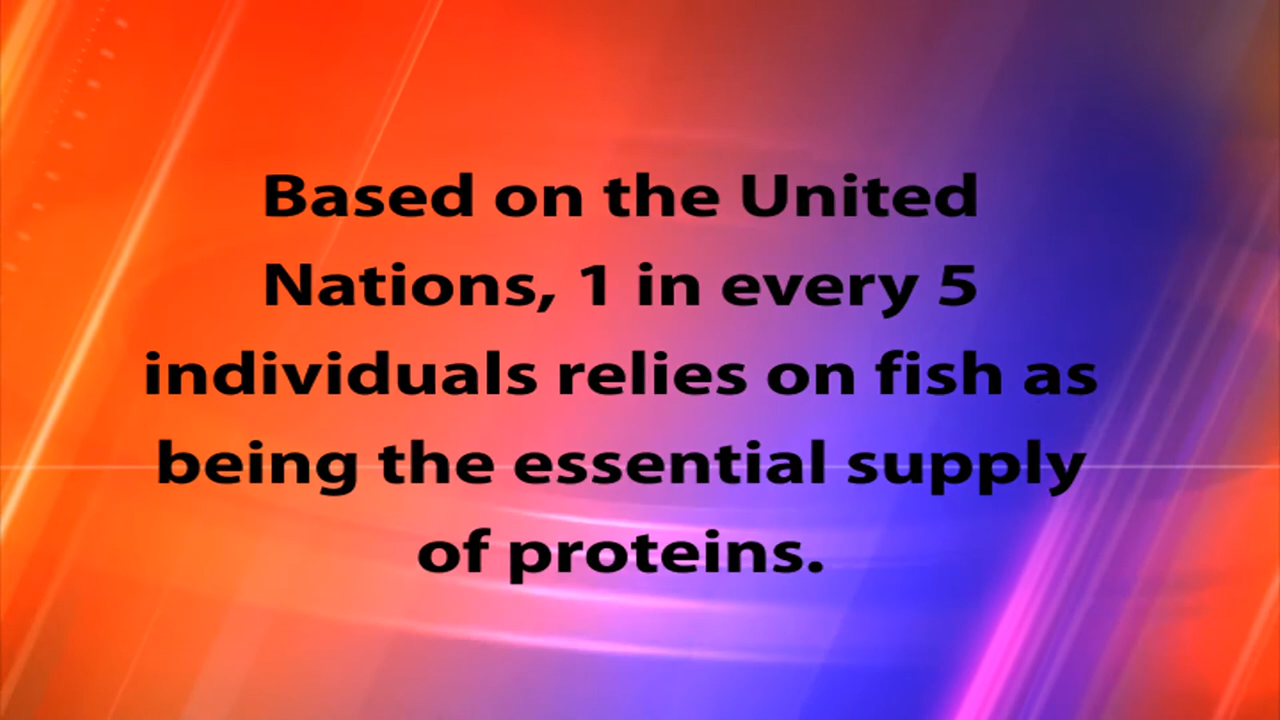 Based on the United
Nations, 1 in every 5
individuals relies on fish as
being the essential supply
of proteins.